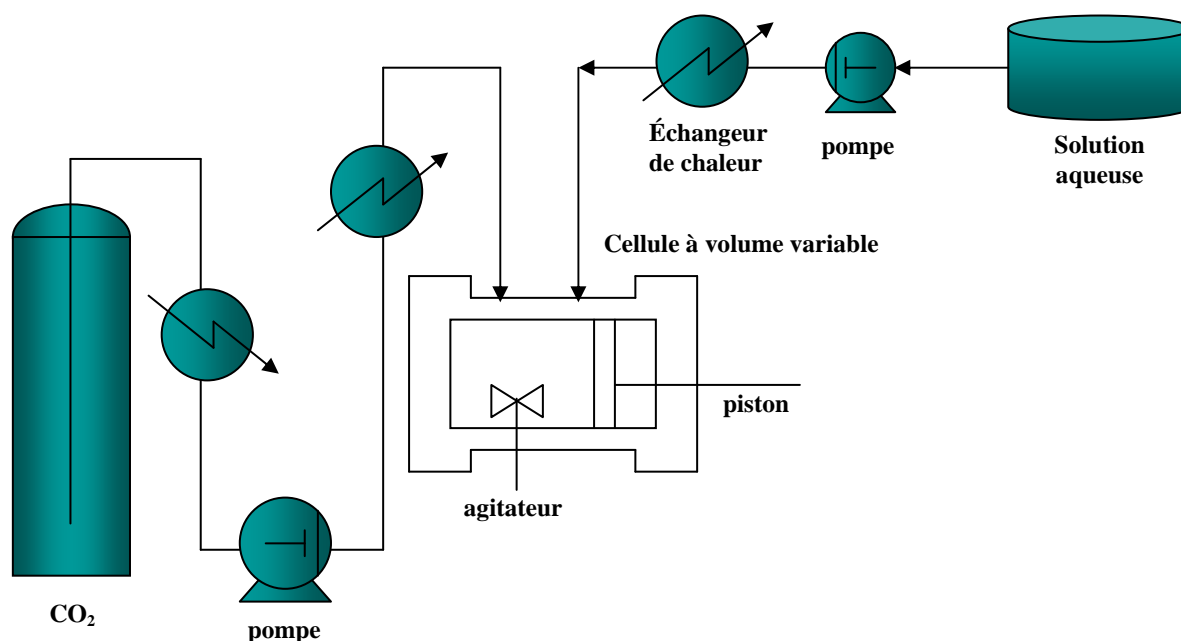 Échangeur
de chaleur
pompe
Solution
aqueuse
Cellule à volume variable
piston
agitateur
CO₂
pompe